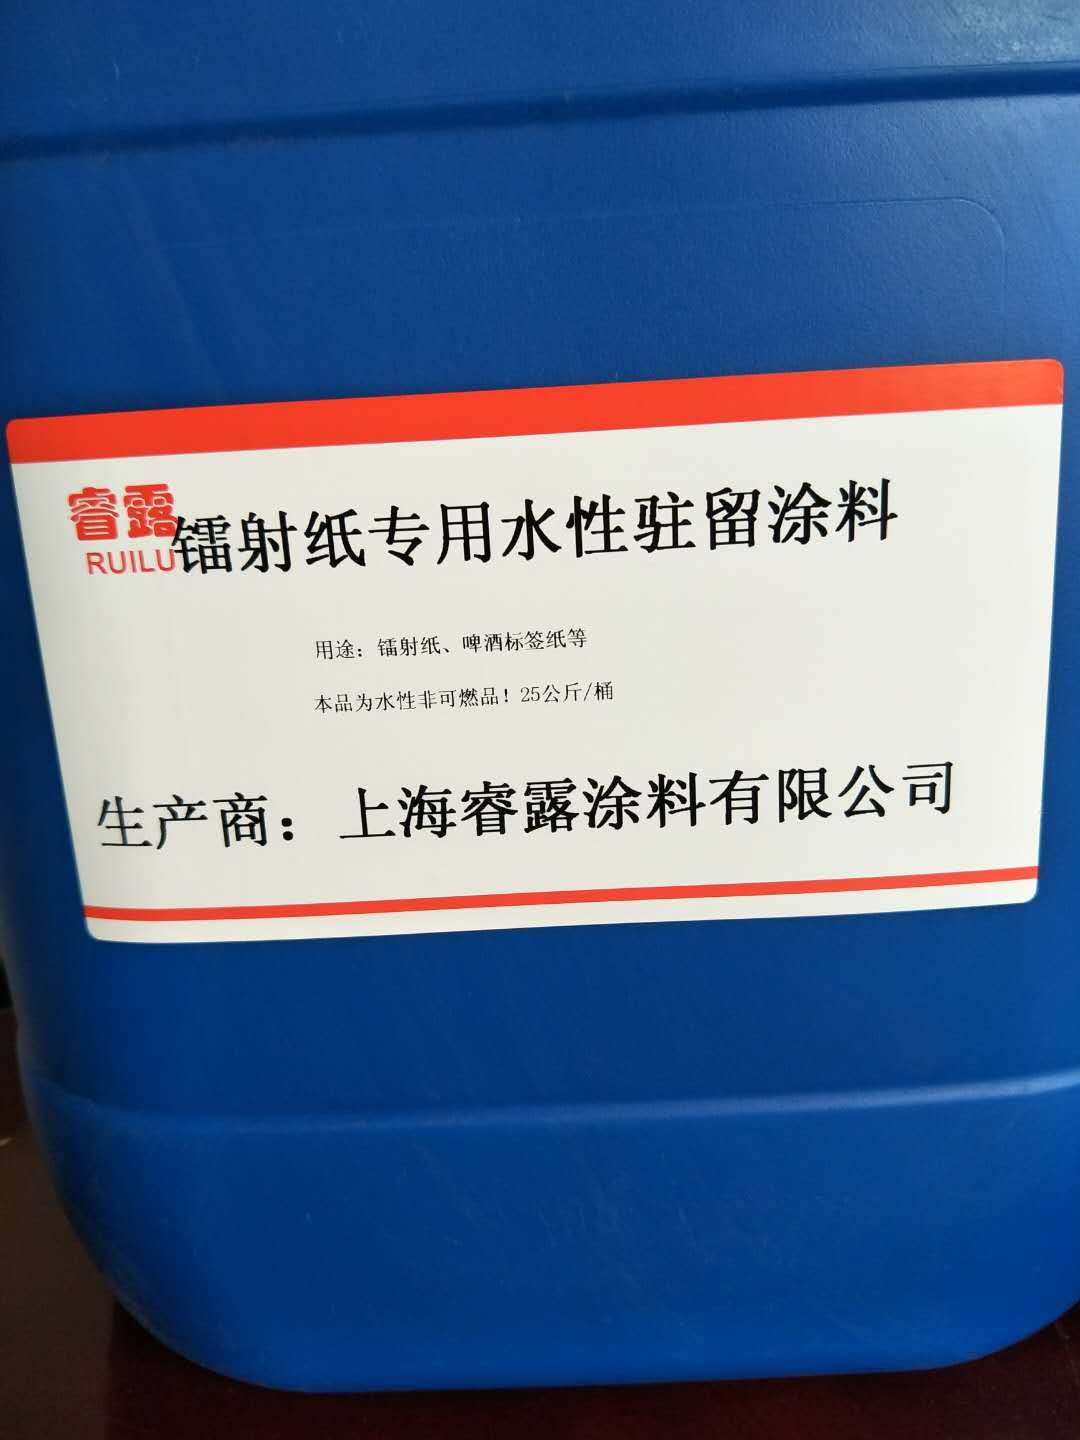 睿露
RUILU
镭射纸专用水性驻留涂料
用途：镭射纸、啤酒标签纸等
本品为水性非可燃品！25公斤/桶
生产商：上海睿露涂料有限公司